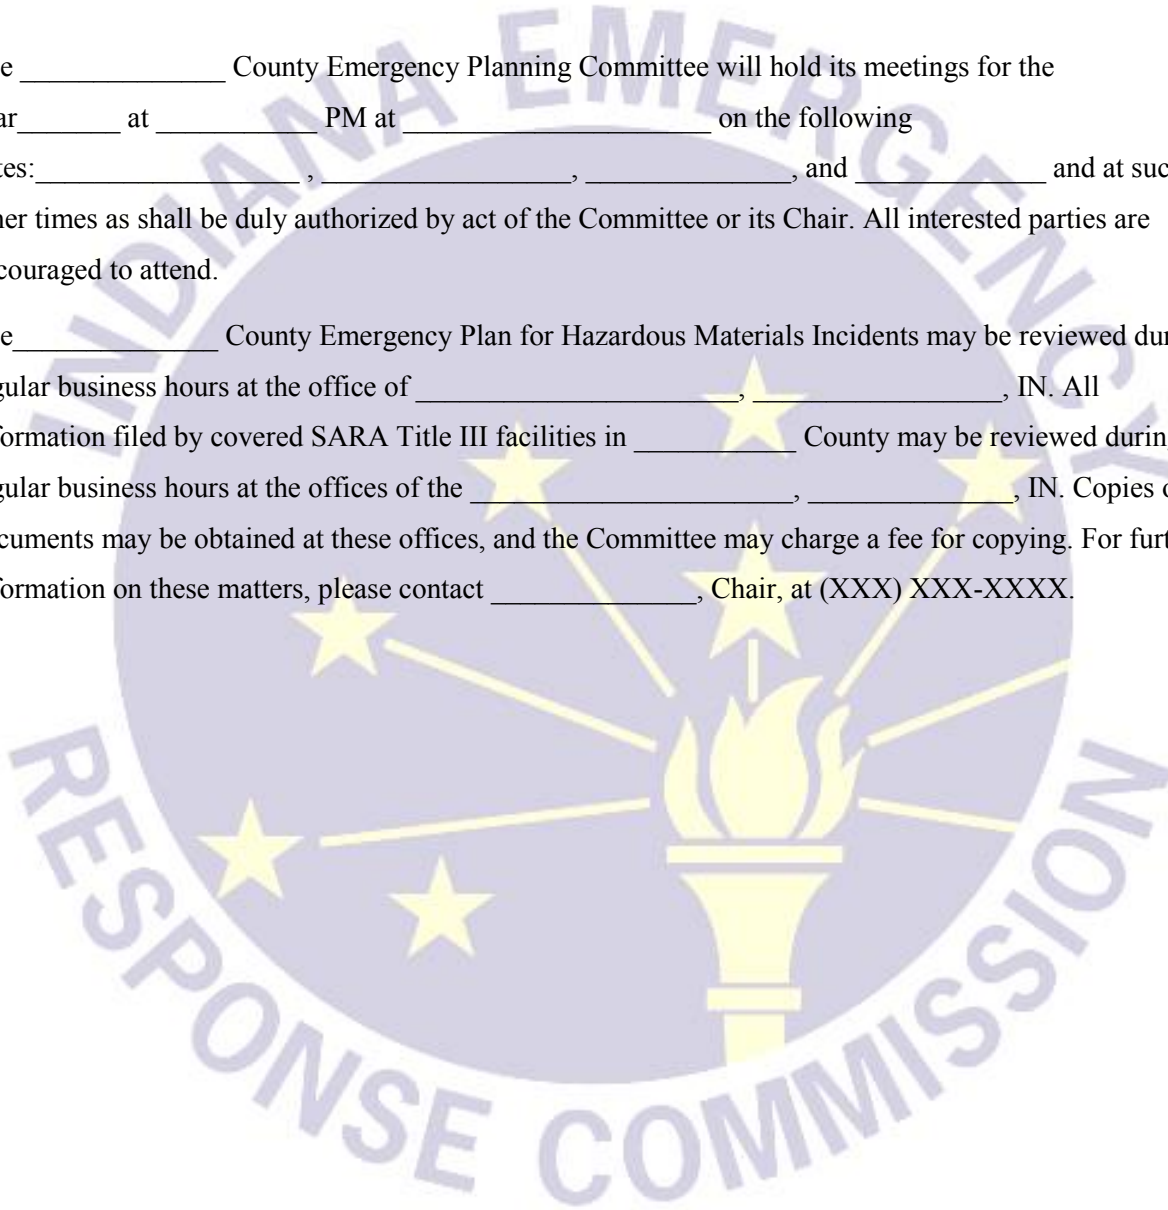 e ______________ County Emergency Planning Committee will hold its meetings for the
ar_______ at ___________ PM at _____________________ on the following
tes:__________________ , _________________, ______________, and _____________ and at suc
ner times as shall be duly authorized by act of the Committee or its Chair. All interested parties are
couraged to attend.
e______________ County Emergency Plan for Hazardous Materials Incidents may be reviewed dur
gular business hours at the office of ______________________, _________________, IN. All
formation filed by covered SARA Title III facilities in ___________ County may be reviewed during
gular business hours at the offices of the ______________________, ______________, IN. Copies o
cuments may be obtained at these offices, and the Committee may charge a fee for copying. For furt
formation on these matters, please contact ______________, Chair, at (XXX) XXX-XXXX.
INDIANA EMERGENCY
RESPONSE COMMISSION